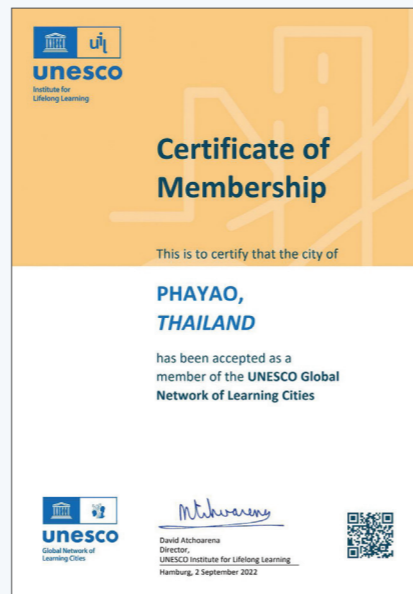 uil
unesco
Institute for
Lifelong Learning
Certificate of
Membership
This is to certify that the city of
PHAYAO,
THAILAND
has been accepted as a
member of the UNESCO Global
Network of Learning Cities
unesco
Global Network of
Learning Cities
David Atchoarena
Director,
UNESCO Institute for Lifelong Learning
Hamburg, 2 September 2022